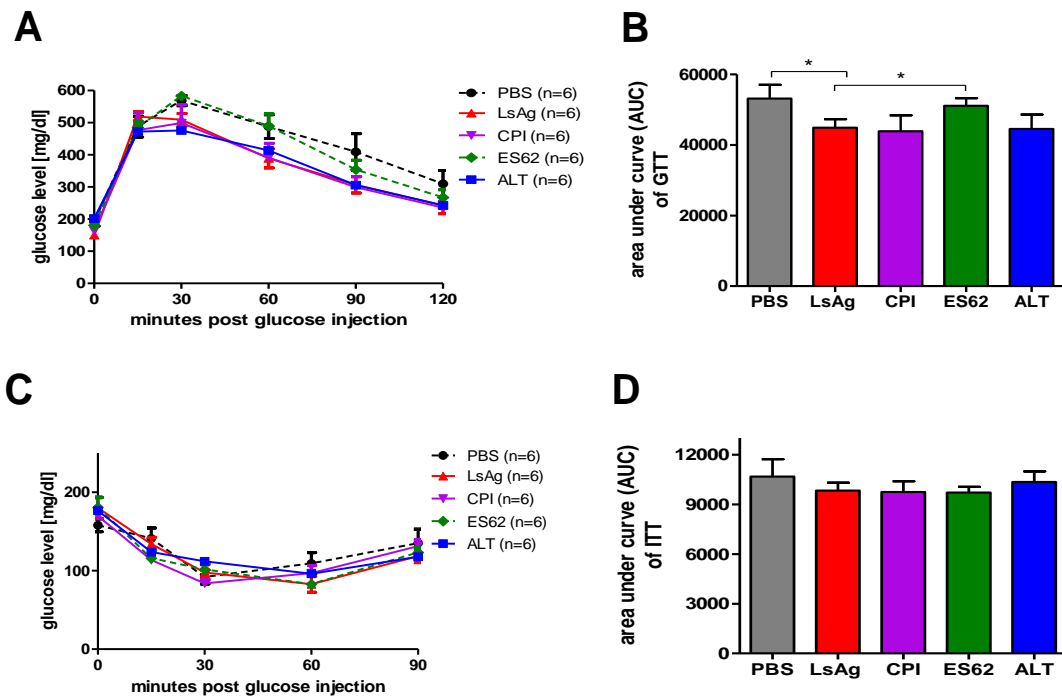 A
glucose level [mg/dl]
600
500
400
300
200
100
0
0 30 60 90 120
minutes post glucose injection
PBS (n=6)
LsAg (n=6)
CPI (n=6)
ES62 (n=6)
ALT (n=6)
B
area under curve (AUC)
of GTT
60000
40000
20000
0
* *
PBS LsAg CPI ES62 ALT
C
glucose level [mg/dl]
200
100
0
0 30 60 90
minutes post glucose injection
PBS (n=6)
LsAg (n=6)
CPI (n=6)
ES62 (n=6)
ALT (n=6)
D
area under curve (AUC)
of ITT
12000
9000
6000
3000
0
PBS LsAg CPI ES62 ALT